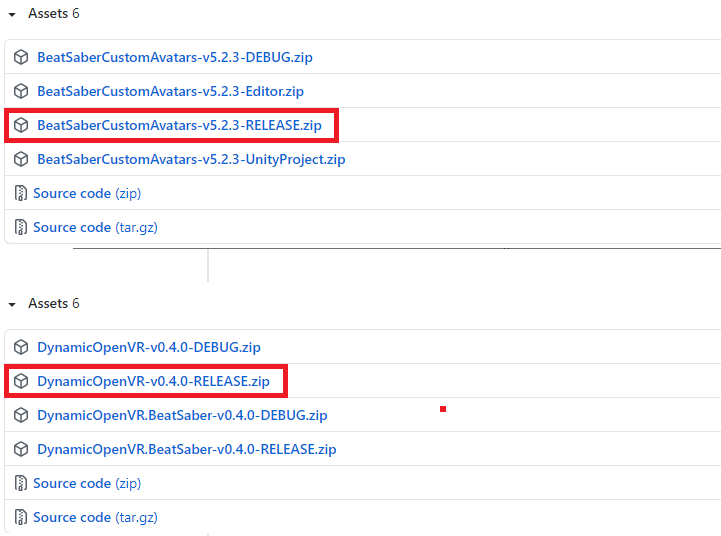 Assets 6
BeatSaberCustomAvatars-v5.2.3-DEBUG.zip
BeatSaberCustomAvatars-v5.2.3-Editor.zip
BeatSaberCustomAvatars-v5.2.3-RELEASE.zip
BeatSaberCustomAvatars-v5.2.3-UnityProject.zip
Source code (zip)
Source code (tar.gz)
Assets 6
DynamicOpenVR-v0.4.0-DEBUG.zip
DynamicOpenVR-v0.4.0-RELEASE.zip
DynamicOpenVR.BeatSaber-v0.4.0-DEBUG.zip
DynamicOpenVR.BeatSaber-v0.4.0-RELEASE.zip
Source code (zip)
Source code (tar.gz)